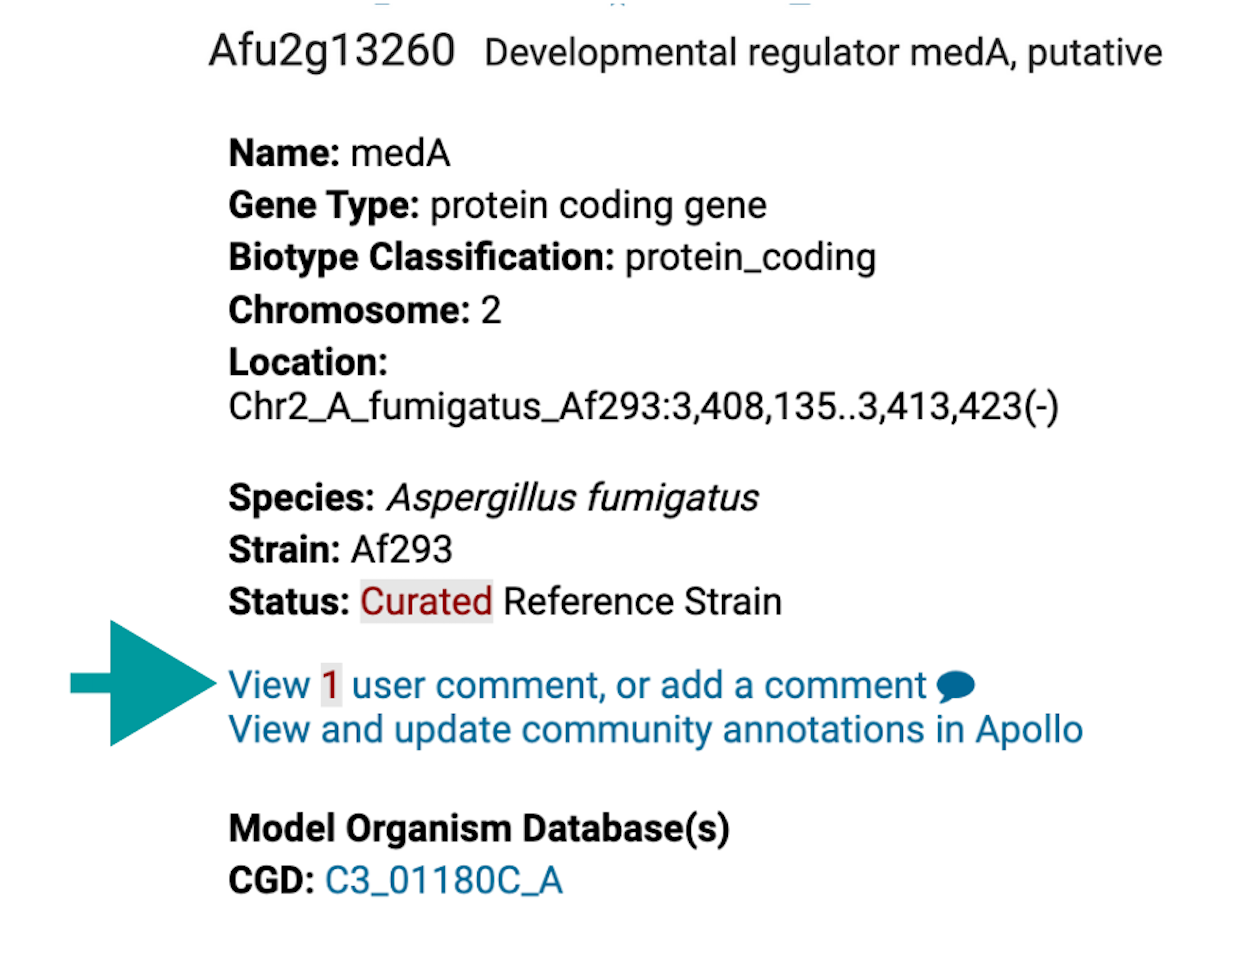 Afu2g13260 Developmental regulator medA, putative
Name: medA
Gene Type: protein coding gene
Biotype Classification: protein_coding
Chromosome: 2
Location:
Chr2_A_fumigatus_Af293:3,408,135..3,413,423(-)
Species: Aspergillus fumigatus
Strain: Af293
Status: Curated Reference Strain
View 1 user comment, or add a comment
View and update community annotations in Apollo
Model Organism Database(s)
CGD: C3_01180C_A